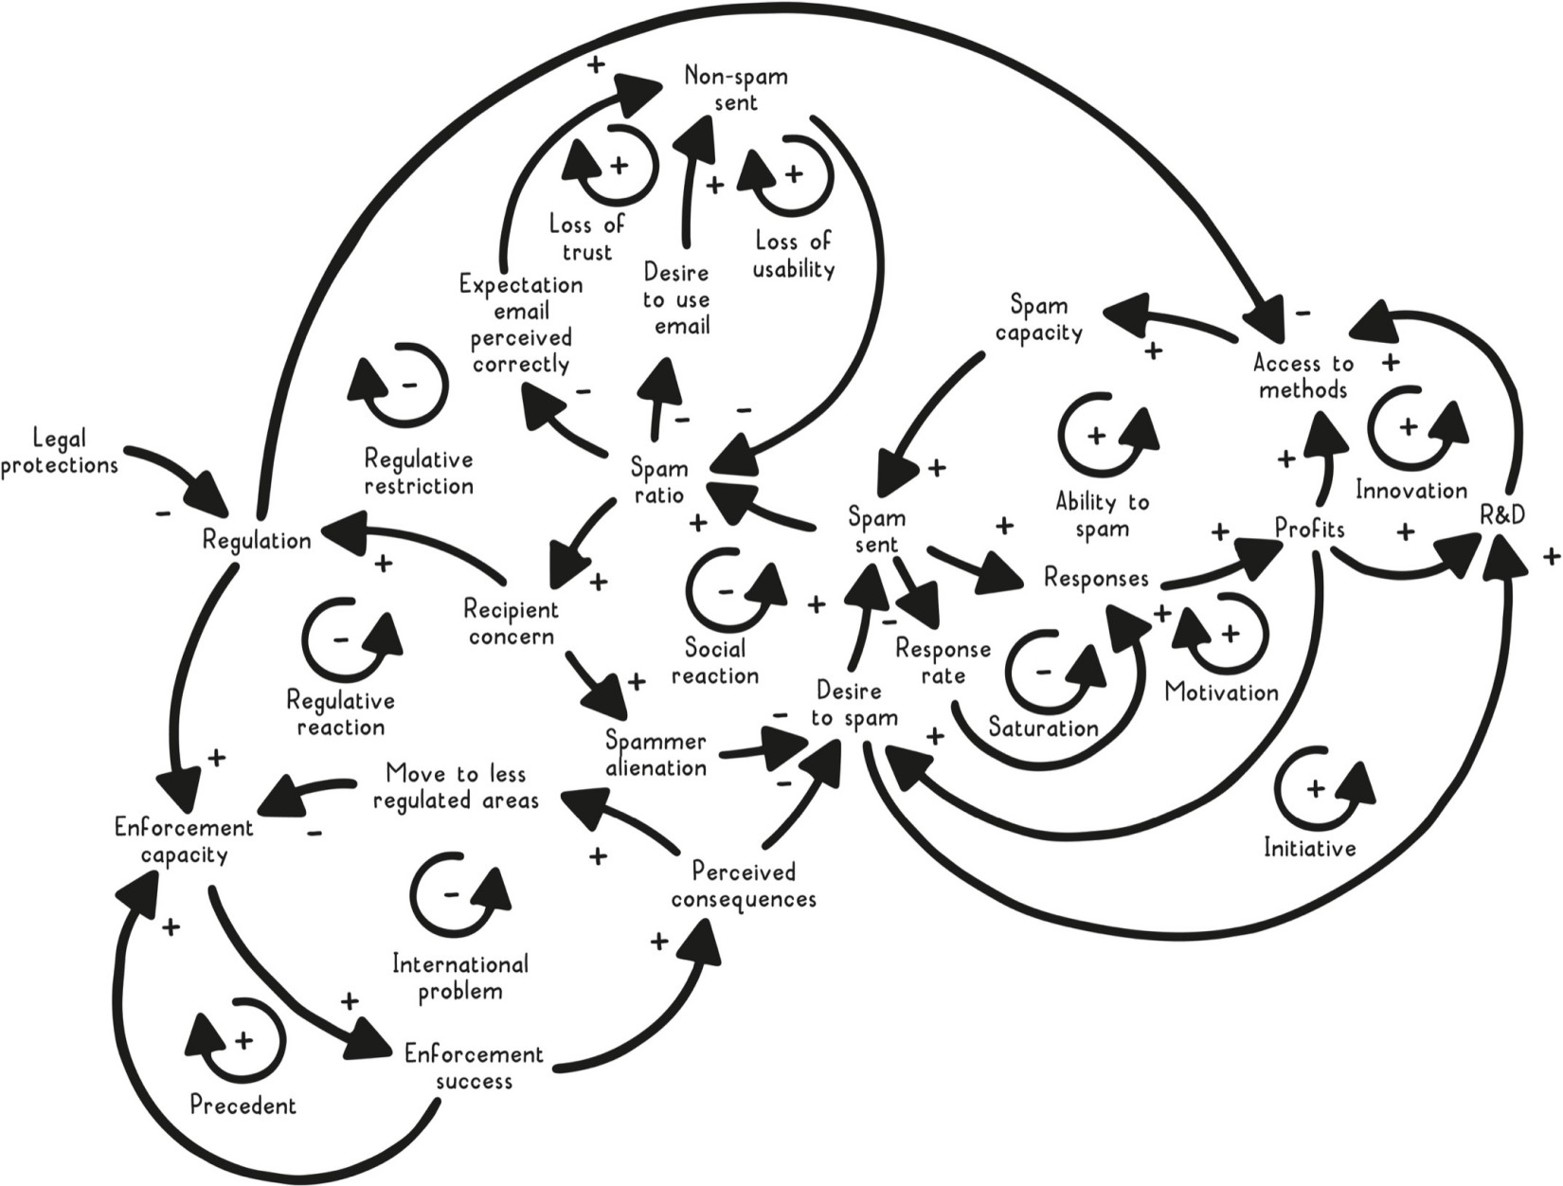 +
Non-spam
sent
+
+
+
Loss of
trust
Loss of
usability
Expectation
email
perceived
correctly
Desire
to use
email
Spam
capacity
-
+
+
Access to
methods
-
-
-
-
+
+
Legal
protections
Regulative
restriction
Spam
ratio
+
+
Innovation
-
Regulation
+
Spam
sent
+
Ability to
spam
+
Profits
+
R&D
+
+
+
Recipient
concern
-
Social
reaction
+
-
Response
rate
Responses
+
+
Motivation
-
Regulative
reaction
+
Spammer
alienation
-
-
Desire
to spam
+
-
Saturation
+
Move to less
regulated areas
-
+
+
Initiative
Enforcement
capacity
+
-
International
problem
Perceived
consequences
+
+
+
Precedent
Enforcement
success